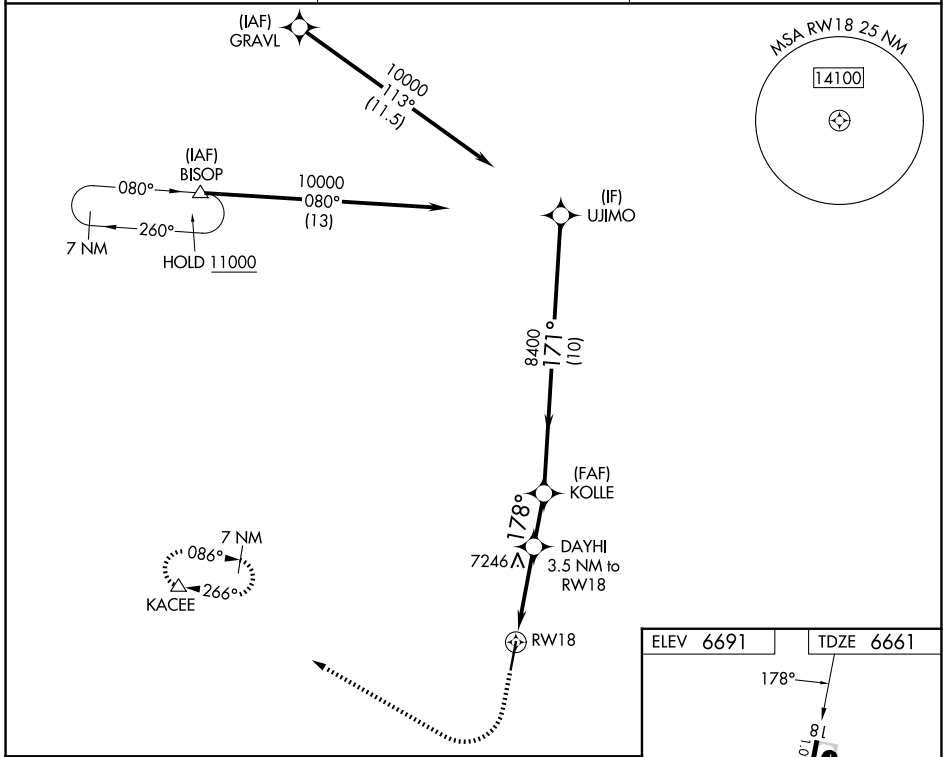 (IAF)
GRAVL
10000
113°
(11.5)
MSA RW18 25 NM
14100
(IAF)
BISOP
080°
260°
7 NM
HOLD 11000
10000
080°
(13)
(IF)
UJIMO
8400
171°
(10)
(FAF)
KOLLE
178°
DAYHI
3.5 NM to
RW18
7246
7 NM
086°
266°
KACEE
RW18
ELEV 6691
TDZE 6661
178°
18